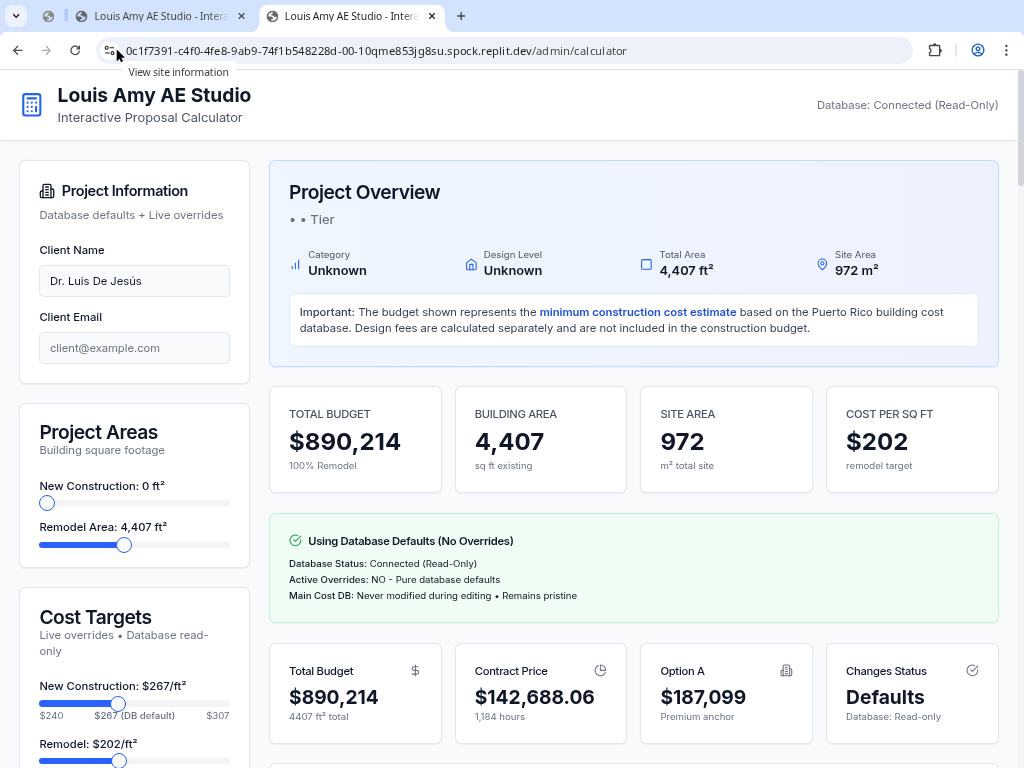 Louis Amy AE Studio - Intera
Louis Amy AE Studio - Intera
0c1f7391-c4f0-4fe8-9ab9-74f1b548228d-00-10qme853jg8su.spock.replit.dev/admin/calculator
View site information
Louis Amy AE Studio
Interactive Proposal Calculator
Database: Connected (Read-Only)
Project Information
Database defaults + Live overrides
Client Name
Dr. Luis De Jesús
Client Email
client@example.com
Project Areas
Building square footage
New Construction: 0 ft²
Remodel Area: 4,407 ft²
Cost Targets
Live overrides • Database read-
only
New Construction: $267/ft²
$240 $267 (DB default) $307
Remodel: $202/ft²
Project Overview
• • Tier
Category
Unknown
Design Level
Unknown
Total Area
4,407 ft²
Site Area
972 m²
Important: The budget shown represents the minimum construction cost estimate based on the Puerto Rico building cost
database. Design fees are calculated separately and are not included in the construction budget.
TOTAL BUDGET
$890,214
100% Remodel
BUILDING AREA
4,407
sq ft existing
SITE AREA
972
m² total site
COST PER SQ FT
$202
remodel target
Using Database Defaults (No Overrides)
Database Status: Connected (Read-Only)
Active Overrides: NO - Pure database defaults
Main Cost DB: Never modified during editing • Remains pristine
Total Budget
$890,214
4407 ft² total
Contract Price
$142,688.06
1,184 hours
Option A
$187,099
Premium anchor
Changes Status
Defaults
Database: Read-only